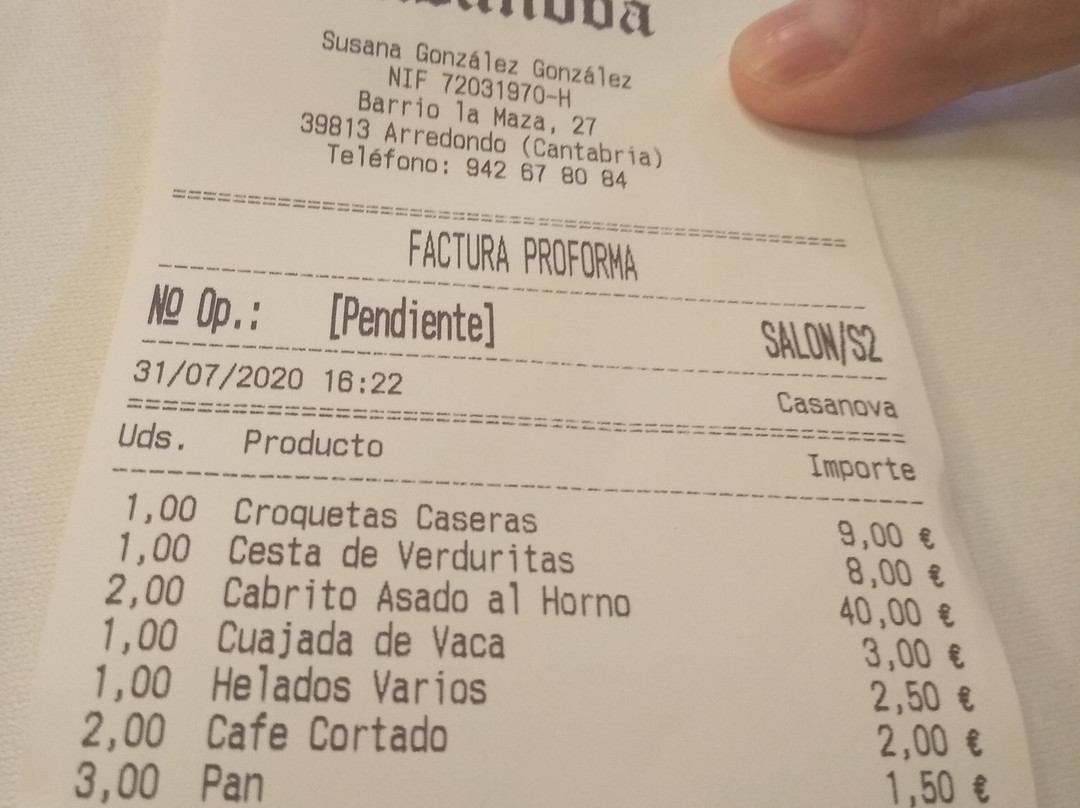 Susana González González
NIF 72031970-H
Barrio la Maza, 27
39813 Arredondo (Cantabria)
Teléfono: 942 67 80 84
FACTURA PROFORMA
Nº Op.: [Pendiente] SALON/S2
31/07/2020 16:22 Casanova
Uds. Producto Importe
1,00 Croquetas Caseras 9,00 €
1,00 Cesta de Verduritas 8,00 €
2,00 Cabrito Asado al Horno 40,00 €
1,00 Cuajada de Vaca 3,00 €
1,00 Helados Varios 2,50 €
2,00 Cafe Cortado 2,00 €
3,00 Pan 1,50 €